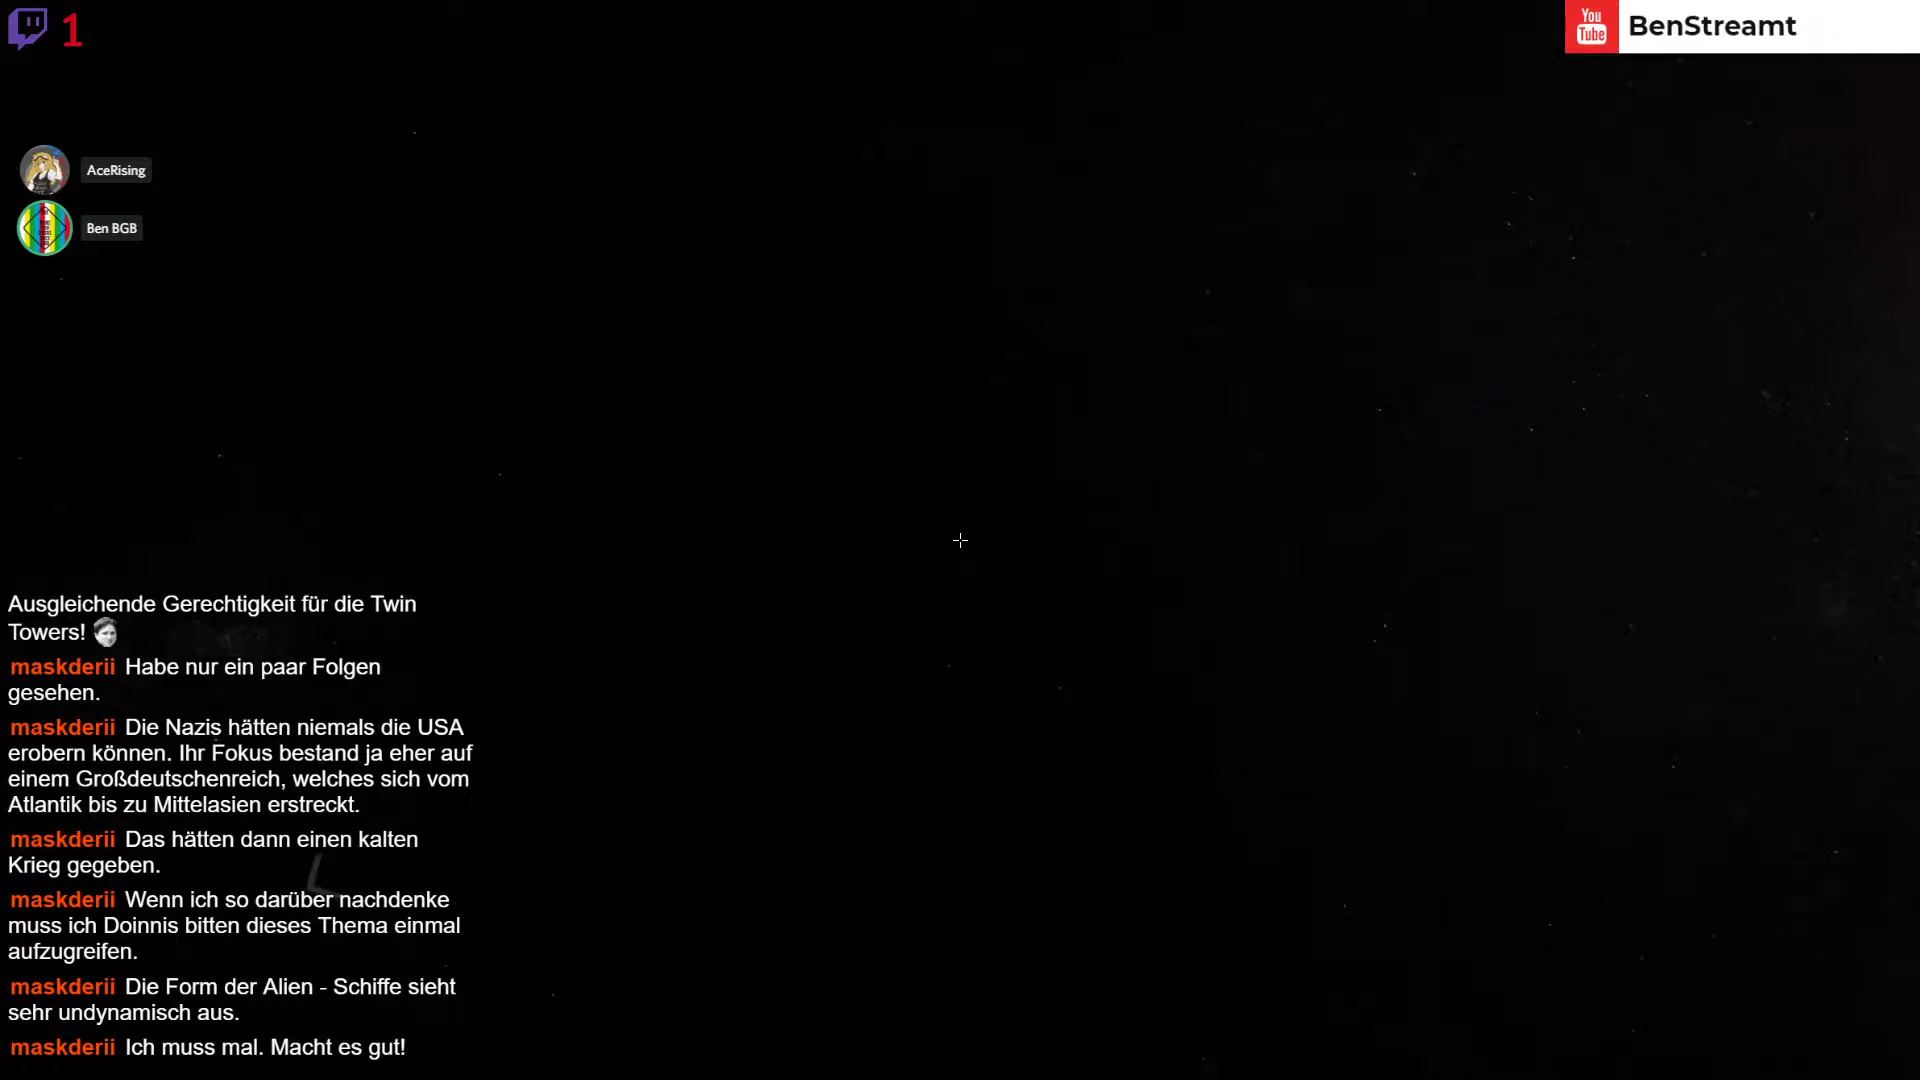 1
You
Tube
BenStreamt
AceRising
Ben BGB
Ausgleichende Gerechtigkeit für die Twin
Towers!
maskderii Habe nur ein paar Folgen
gesehen.
maskderii Die Nazis hätten niemals die USA
erobern können. Ihr Fokus bestand ja eher auf
einem Großdeutschenreich, welches sich vom
Atlantik bis zu Mittelasien erstreckt.
maskderii Das hätten dann einen kalten
Krieg gegeben.
maskderii Wenn ich so darüber nachdenke
muss ich Doinnis bitten dieses Thema einmal
aufzugreifen.
maskderii Die Form der Alien - Schiffe sieht
sehr undynamisch aus.
maskderii Ich muss mal. Macht es gut!